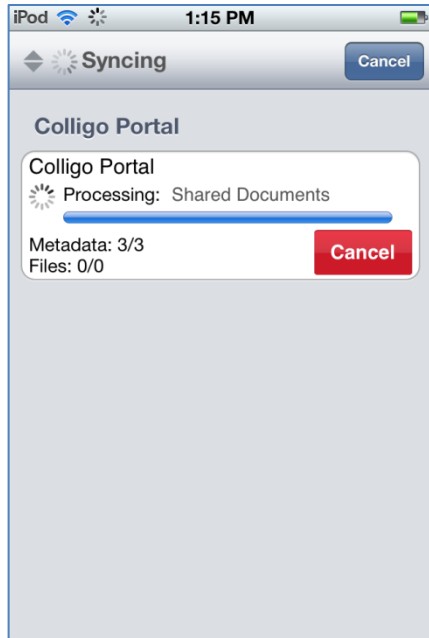 iPod 1:15 PM
Syncing Cancel
Colligo Portal
Colligo Portal
Processing: Shared Documents
Metadata: 3/3
Files: 0/0
Cancel